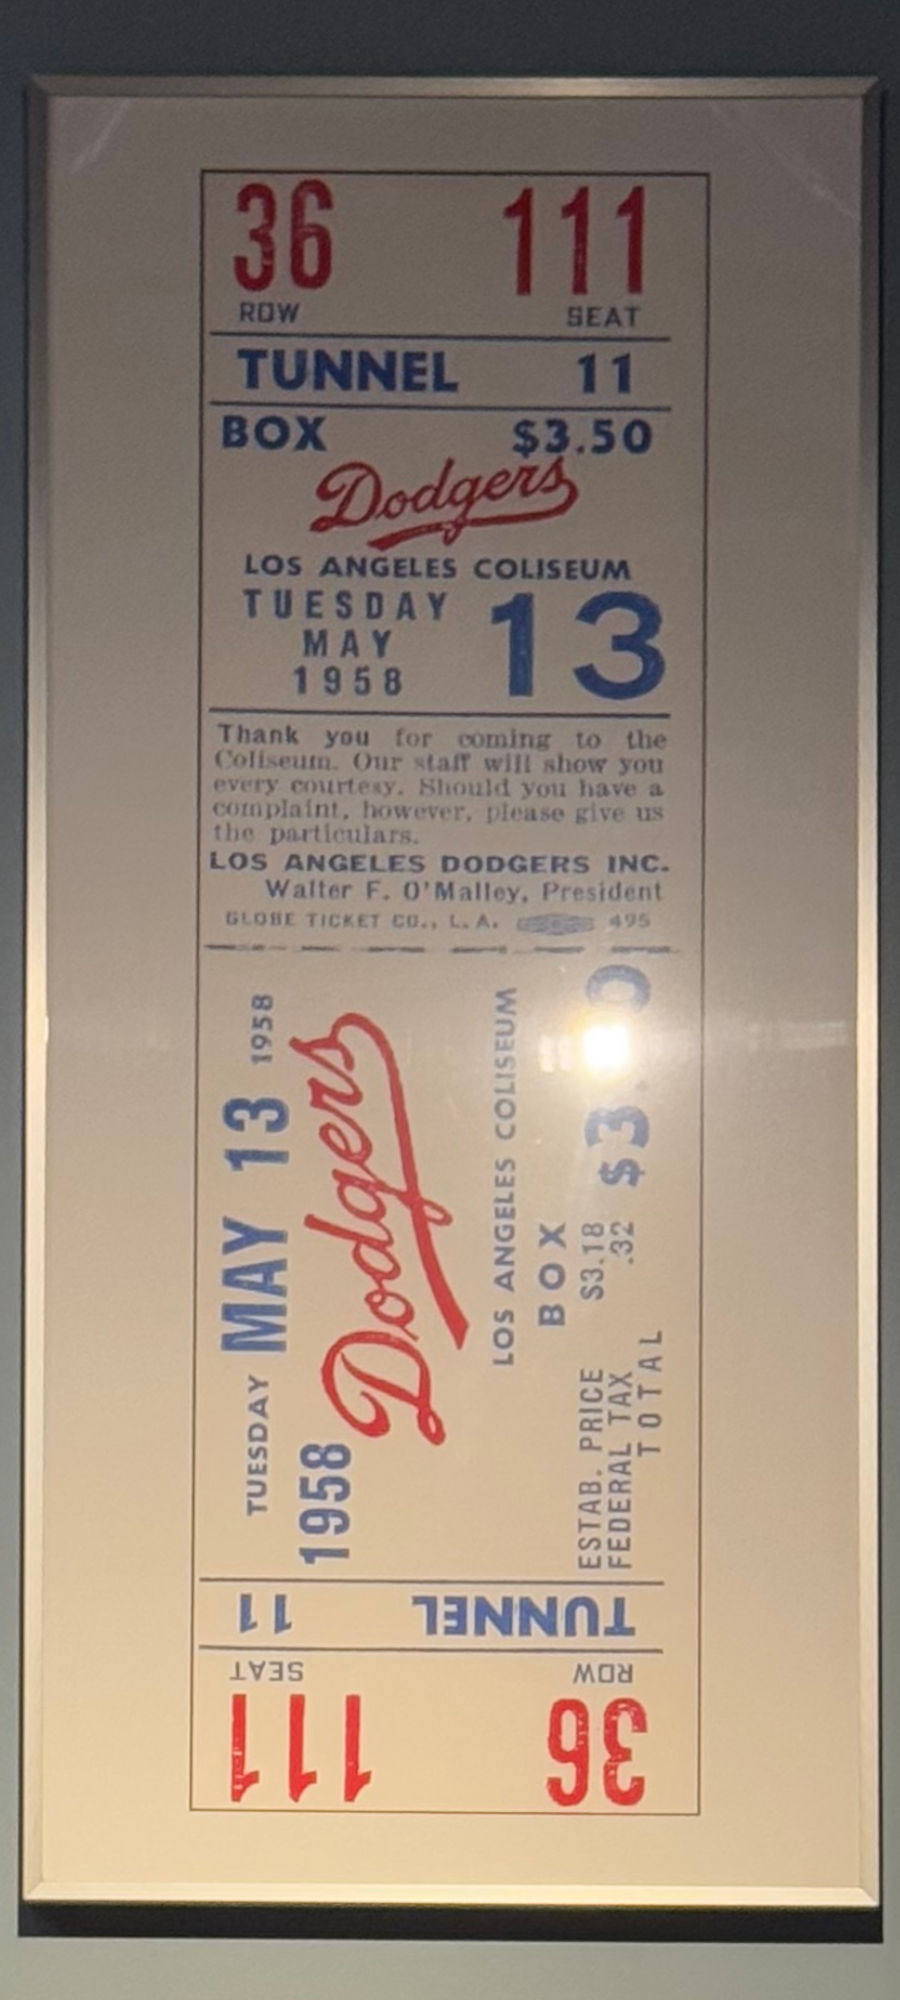 36 111
ROW SEAT
TUNNEL 11
BOX $3.50
Dodgers
LOS ANGELES COLISEUM
TUESDAY
MAY
1958
13
Thank you for coming to the
Coliseum. Our staff will show you
every courtesy. Should you have a
complaint, however, please give us
the particulars.
LOS ANGELES DODGERS INC.
Walter F. O'Malley, President
GLOBE TICKET CO., L.A. 495
TUESDAY MAY 13 1958
1958 Dodgers
LOS ANGELES COLISEUM
BOX
ESTAB. PRICE $3.18
FEDERAL TAX .32
TOTAL
TUNNEL 11
ROW SEAT
36 111